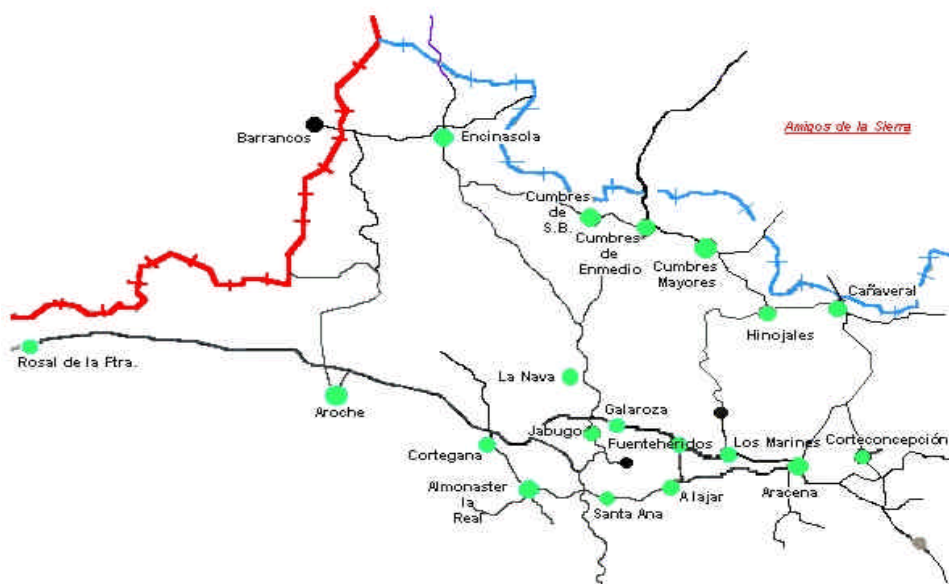 Amigos de la Sierra
Barrancos
Encinasola
Cumbres
de
S.B.
Cumbres
de
Enmedio
Cumbres
Mayores
Cañaveral
Hinojales
Rosal de la Ftra.
La Nava
Aroche
Galaroza
Jabugo
Fuenteheridos
Los Marines
Corteconcepción
Cortegana
Almonaster
la
Real
Santa Ana
Alajar
Aracena